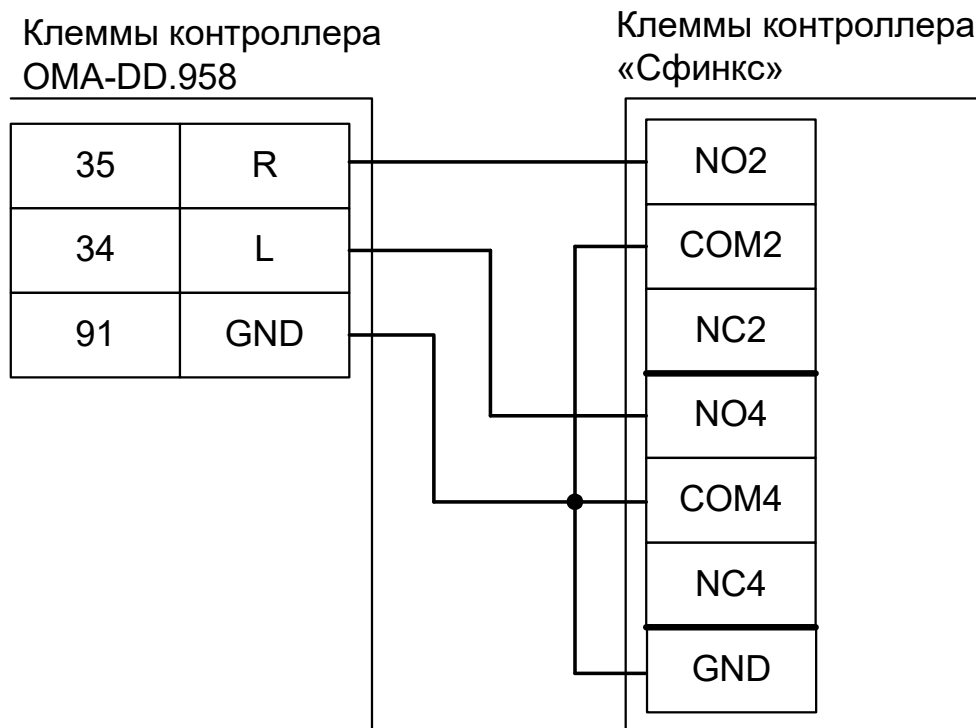 Клеммы контроллера
OMA-DD.958
35 R
34 L
91 GND
Клеммы контроллера
«Сфинкс»
NO2
COM2
NC2
NO4
COM4
NC4
GND